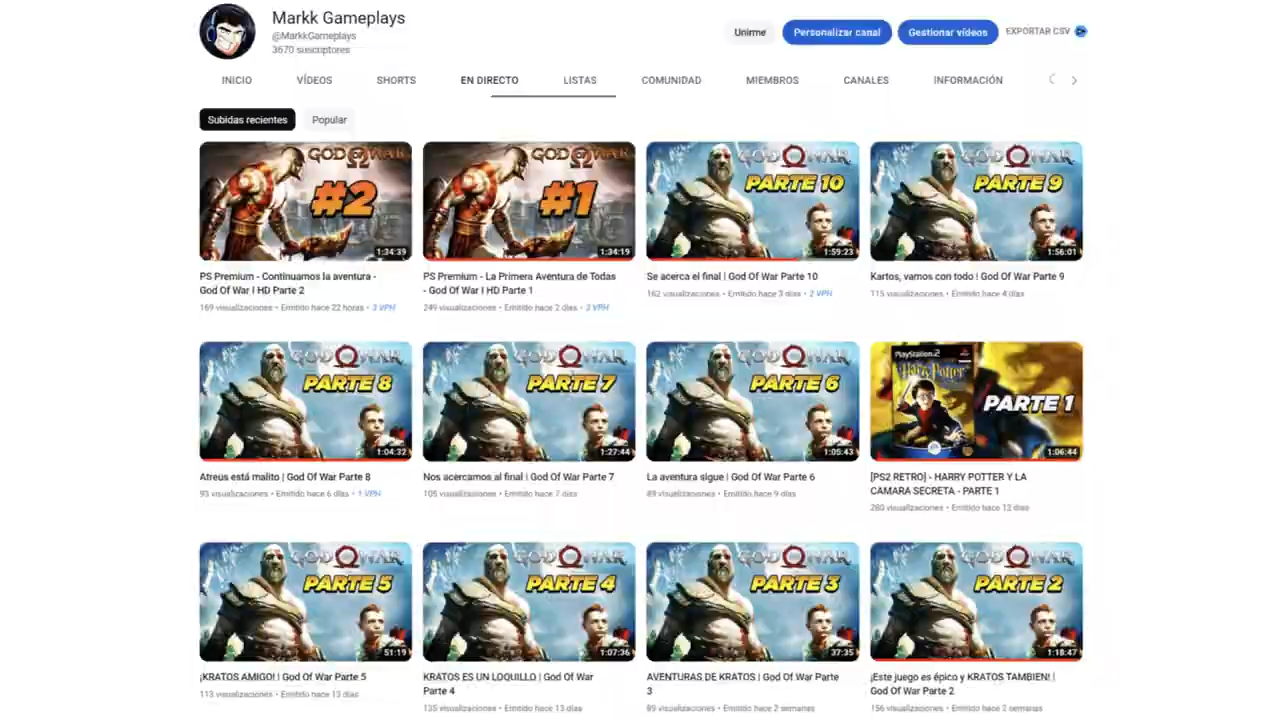 Markk Gameplays
@MarkkGameplays
3670 suscriptores
Unirme
Personalizar canal
Gestionar vídeos
EXPORTAR CSV
INICIO
VÍDEOS
SHORTS
EN DIRECTO
LISTAS
COMUNIDAD
MIEMBROS
CANALES
INFORMACIÓN
Subidas recientes
Popular
GOD OF WAR
#2
1:34:39
GOD OF WAR
#1
1:34:19
GOD OF WAR
PARTE 10
1:59:23
GOD OF WAR
PARTE 9
1:56:01
PS Premium - Continuamos la aventura -
God Of War I HD Parte 2
169 visualizaciones • Emitido hace 22 horas • 3 VPH
PS Premium - La Primera Aventura de Todas
- God Of War I HD Parte 1
249 visualizaciones • Emitido hace 2 días • 3 VPH
Se acerca el final | God Of War Parte 10
162 visualizaciones • Emitido hace 3 días • 2 VPH
Kartos, vamos con todo ! God Of War Parte 9
115 visualizaciones • Emitido hace 4 días
GOD OF WAR
PARTE 8
1:04:32
GOD OF WAR
PARTE 7
1:27:44
GOD OF WAR
PARTE 6
1:05:43
PlayStation 2
Harry Potter
PARTE 1
1:06:44
Atreus está malito | God Of War Parte 8
93 visualizaciones • Emitido hace 6 días • 1 VPH
Nos acercamos al final | God Of War Parte 7
105 visualizaciones • Emitido hace 7 días
La aventura sigue | God Of War Parte 6
89 visualizaciones • Emitido hace 9 días
[PS2 RETRO] - HARRY POTTER Y LA
CAMARA SECRETA - PARTE 1
280 visualizaciones • Emitido hace 12 días
GOD OF WAR
PARTE 5
51:19
GOD OF WAR
PARTE 4
1:07:36
GOD OF WAR
PARTE 3
37:35
GOD OF WAR
PARTE 2
1:18:47
¡KRATOS AMIGO! | God Of War Parte 5
113 visualizaciones • Emitido hace 13 días
KRATOS ES UN LOQUILLO | God Of War
Parte 4
135 visualizaciones • Emitido hace 13 días
AVENTURAS DE KRATOS | God Of War Parte
3
89 visualizaciones • Emitido hace 2 semanas
¡Este juego es épico y KRATOS TAMBIEN! |
God Of War Parte 2
156 visualizaciones • Emitido hace 2 semanas